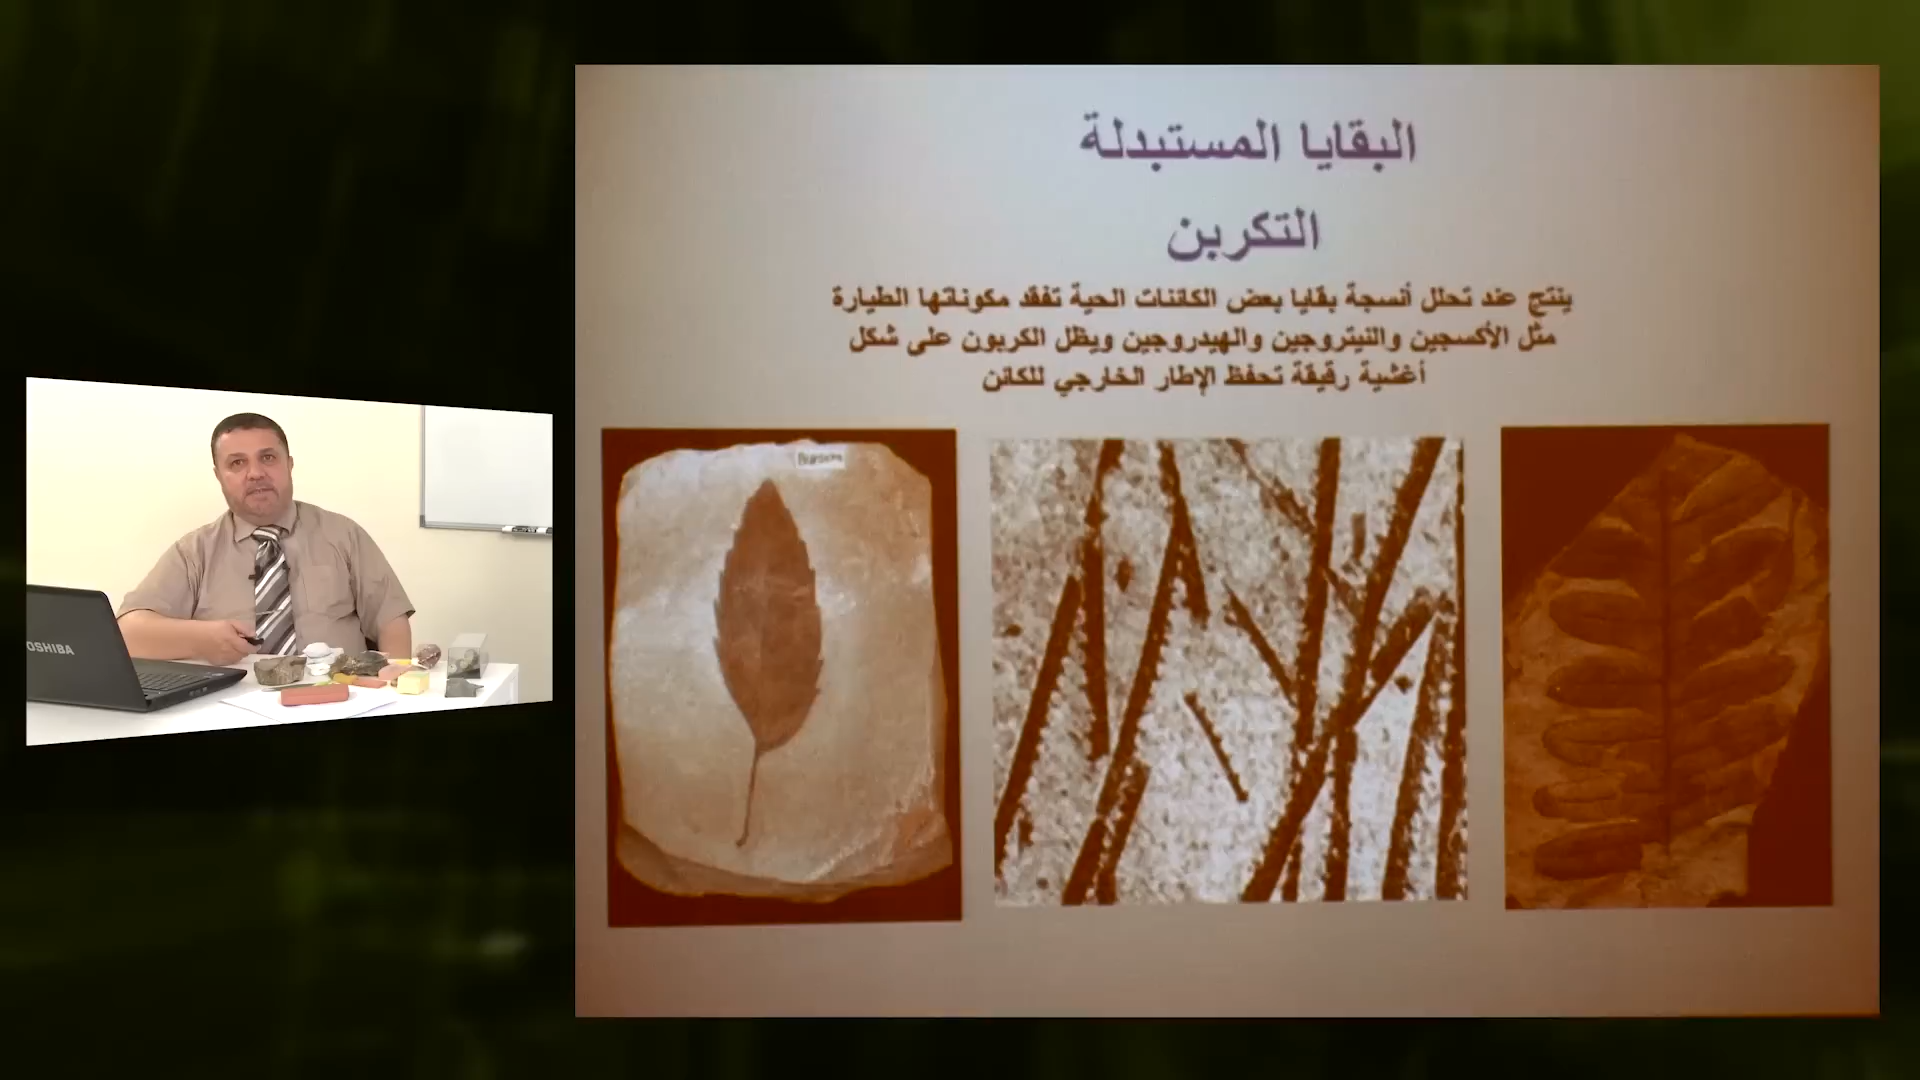 البقايا المستبدلة
التكربن
ينتج عند تحلل أنسجة بقايا بعض الكائنات الحية تفقد مكوناتها الطيارة
مثل الأكسجين والنيتروجين والهيدروجين ويظل الكربون على شكل
أغشية رقيقة تحفظ الإطار الخارجي للكائن
OSHIBA